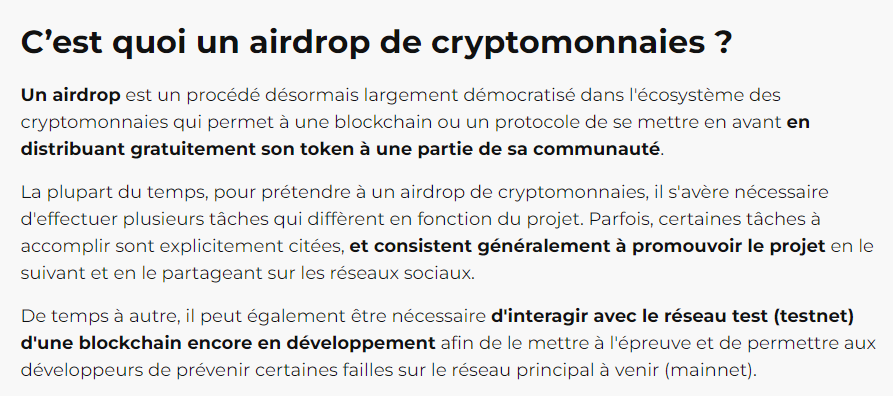 C’est quoi un airdrop de cryptomonnaies ?
Un airdrop est un procédé désormais largement démocratisé dans l'écosystème des
cryptomonnaies qui permet à une blockchain ou un protocole de se mettre en avant en
distribuant gratuitement son token à une partie de sa communauté.
La plupart du temps, pour prétendre à un airdrop de cryptomonnaies, il s'avère nécessaire
d'effectuer plusieurs tâches qui diffèrent en fonction du projet. Parfois, certaines tâches à
accomplir sont explicitement citées, et consistent généralement à promouvoir le projet en le
suivant et en le partageant sur les réseaux sociaux.
De temps à autre, il peut également être nécessaire d'interagir avec le réseau test (testnet)
d'une blockchain encore en développement afin de le mettre à l'épreuve et de permettre aux
développeurs de prévenir certaines failles sur le réseau principal à venir (mainnet).